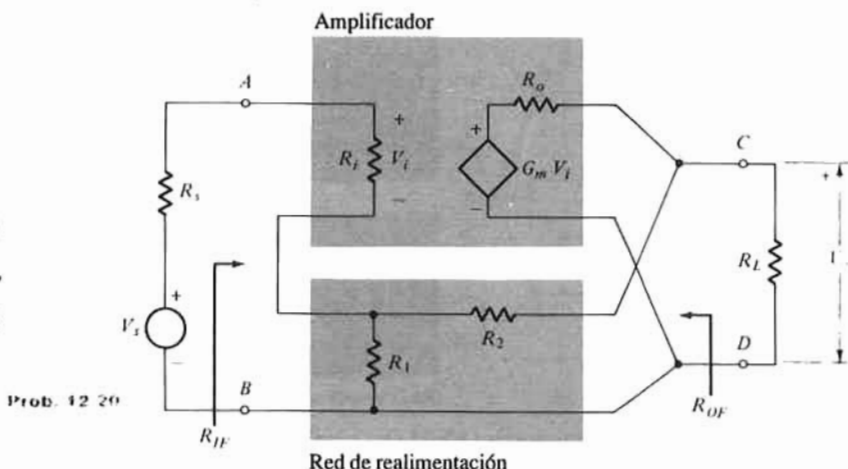 Amplificador
A
R_o
C
+
+
+
R_i
V_i
G_m V_i
R_s
−
−
R_L
+
V_s
−
R_2
R_1
D
Prob. 12 20
B
R_IF
R_OF
Red de realimentación